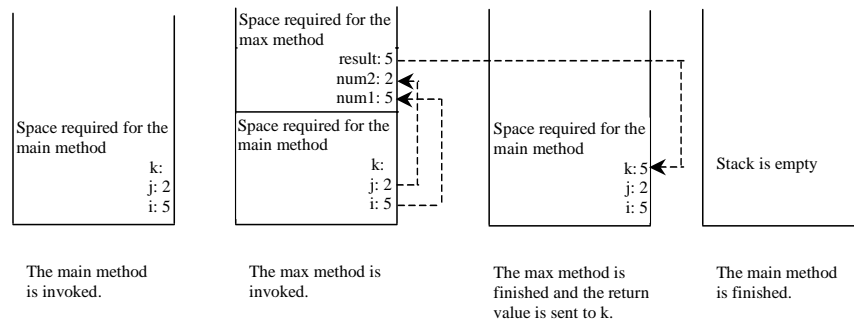 Space required for the
main method
k:
j: 2
i: 5
The main method
is invoked.
Space required for the
max method
result: 5
num2: 2
num1: 5
Space required for the
main method
k:
j: 2
i: 5
The max method is
invoked.
Space required for the
main method
k: 5
j: 2
i: 5
The max method is
finished and the return
value is sent to k.
Stack is empty
The main method
is finished.